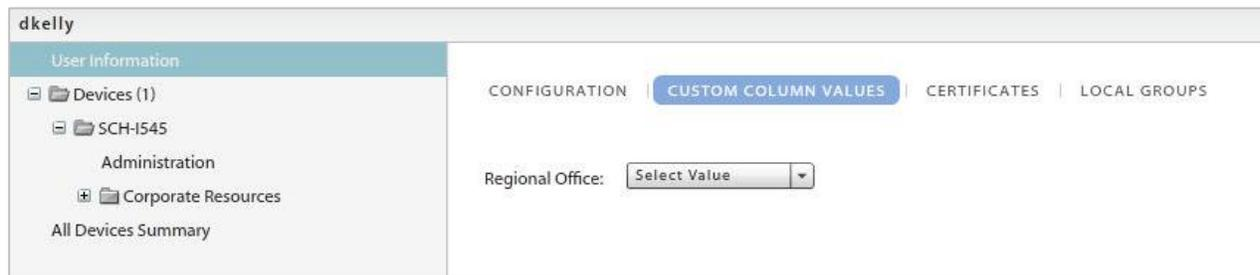 dkelly
User Information
Devices (1)
SCH-I545
Administration
Corporate Resources
All Devices Summary
CONFIGURATION | CUSTOM COLUMN VALUES | CERTIFICATES | LOCAL GROUPS
Regional Office: Select Value